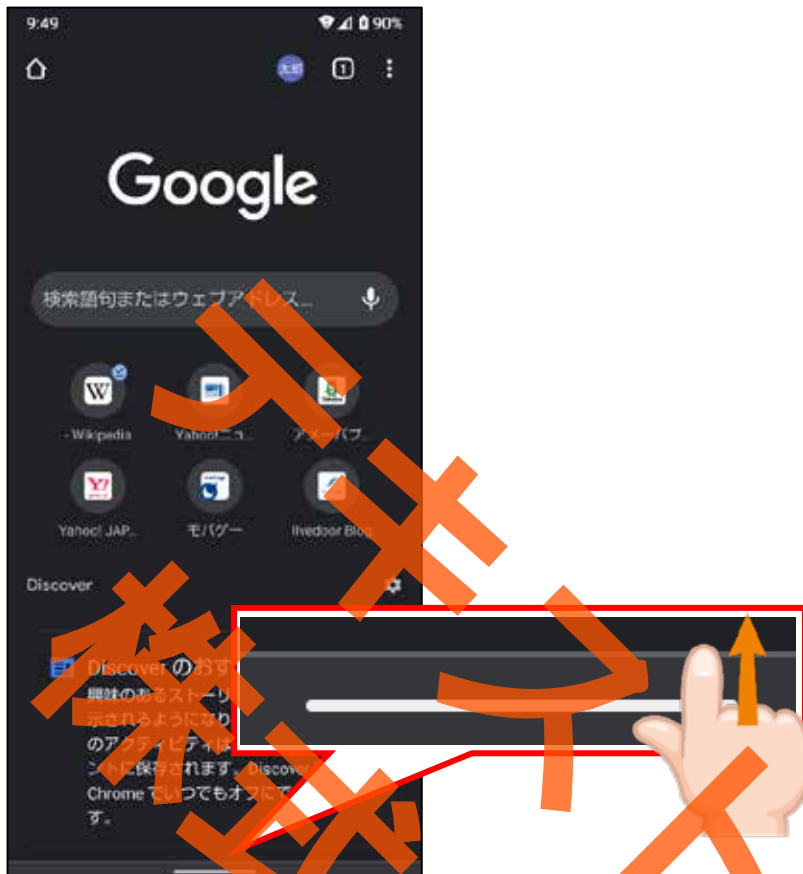 9:49 90%
1
Google
検索語句またはウェブアドレス...
- Wikipedia Yahoo!ニュ... アメーバブ...
Yahoo! JAP... モバゲー livedoor Blog
Discover
Discover のおす
興味のあるストーリ
示されるようになり
のアクティビティは
ントに保存されます。Discover
Chrome でいつでもオフにで
す。
テキ
株式